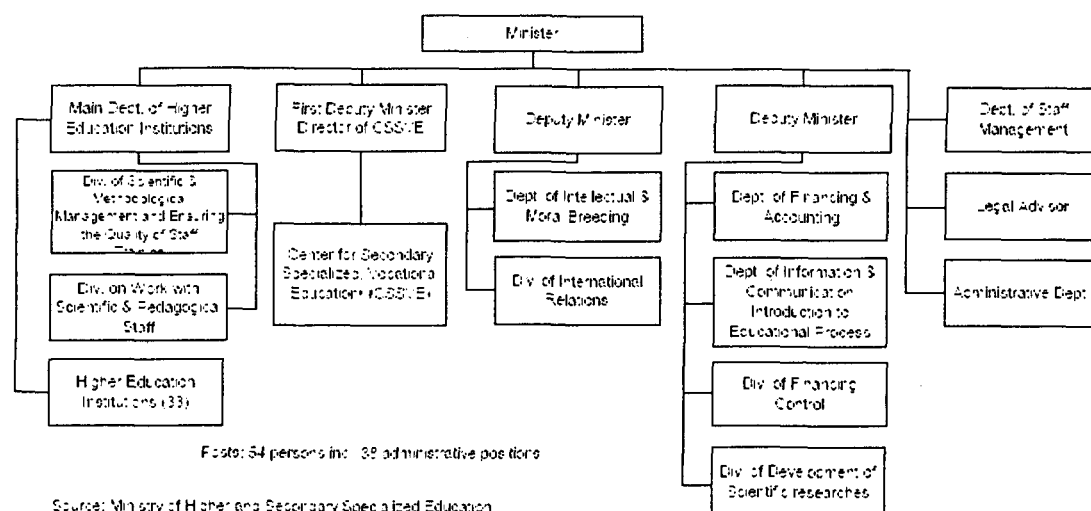 Minister
Main Dept. of Higher
Education Institutions
First Deputy Minister
Director of CSSVE
Deputy Minister
Deputy Minister
Dept. of Staff
Management
Div. of Scientific &
Methodological
Management and Ensuring
the Quality of Staff
Dept. of Intellectual &
Moral Breeding
Dept. of Financing &
Accounting
Legal Advisor
Center for Secondary
Specialized, Vocational
Education (CSSVE)
Div. of International
Relations
Dept. of Information &
Communication
Introduction to
Educational Process
Administrative Dept
Div. on Work with
Scientific & Pedagogical
Staff
Higher Education
Institutions (33)
Div. of Financing
Control
Div. of Development of
Scientific researches
Posts: 54 persons incl. 38 administrative positions
Source: Ministry of Higher and Secondary Specialized Education